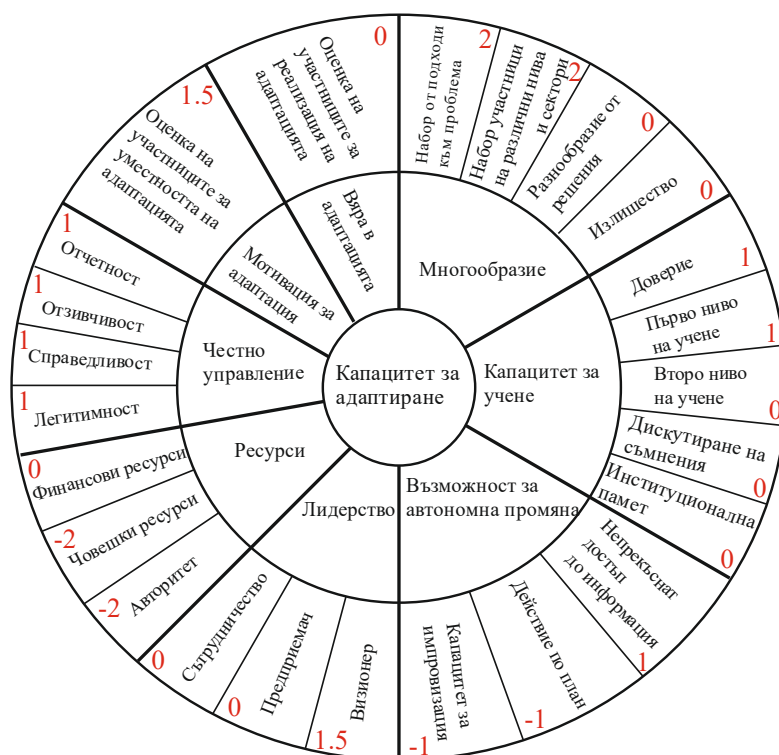 Капацитет за
адаптиране
Многообразие
Набор от подходи
към проблема
2
Набор участници
на различни нива
и сектори
2
Разнообразие от
решения
0
Излишество
0
Капацитет за
учене
Доверие
1
Първо ниво
на учене
1
Второ ниво
на учене
0
Дискутиране на
съмнения
0
Институционална
памет
0
Възможност за
автономна промяна
Непрекъснат
достъп
до информация
1
Действие по план
-1
Капацитет за
импровизация
-1
Лидерство
Визионер
1.5
Предприемач
0
Сътрудничество
0
Ресурси
Авторитет
-2
Човешки ресурси
-2
Финансови ресурси
0
Честно
управление
Легитимност
1
Справедливост
1
Отзивчивост
1
Отчетност
1
Мотивация за
адаптация
Оценка на
участниците за
уместността на
адаптацията
1.5
Вяра в
адаптацията
Оценка на
участниците за
реализация на
адаптацията
0